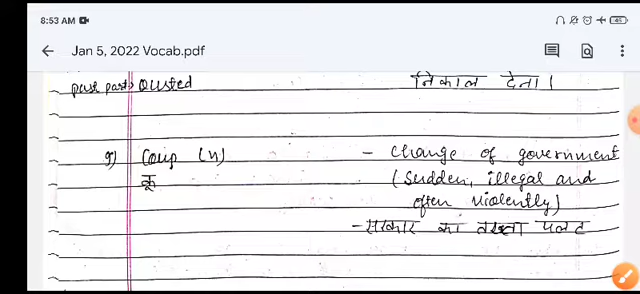 8:53 AM
45
Jan 5, 2022 Vocab.pdf
past part> Ousted निकाल देना।
9) Coup (n) - Change of government
कू (sudden, illegal and
often violently)
- सरकार का तख्ता पलट